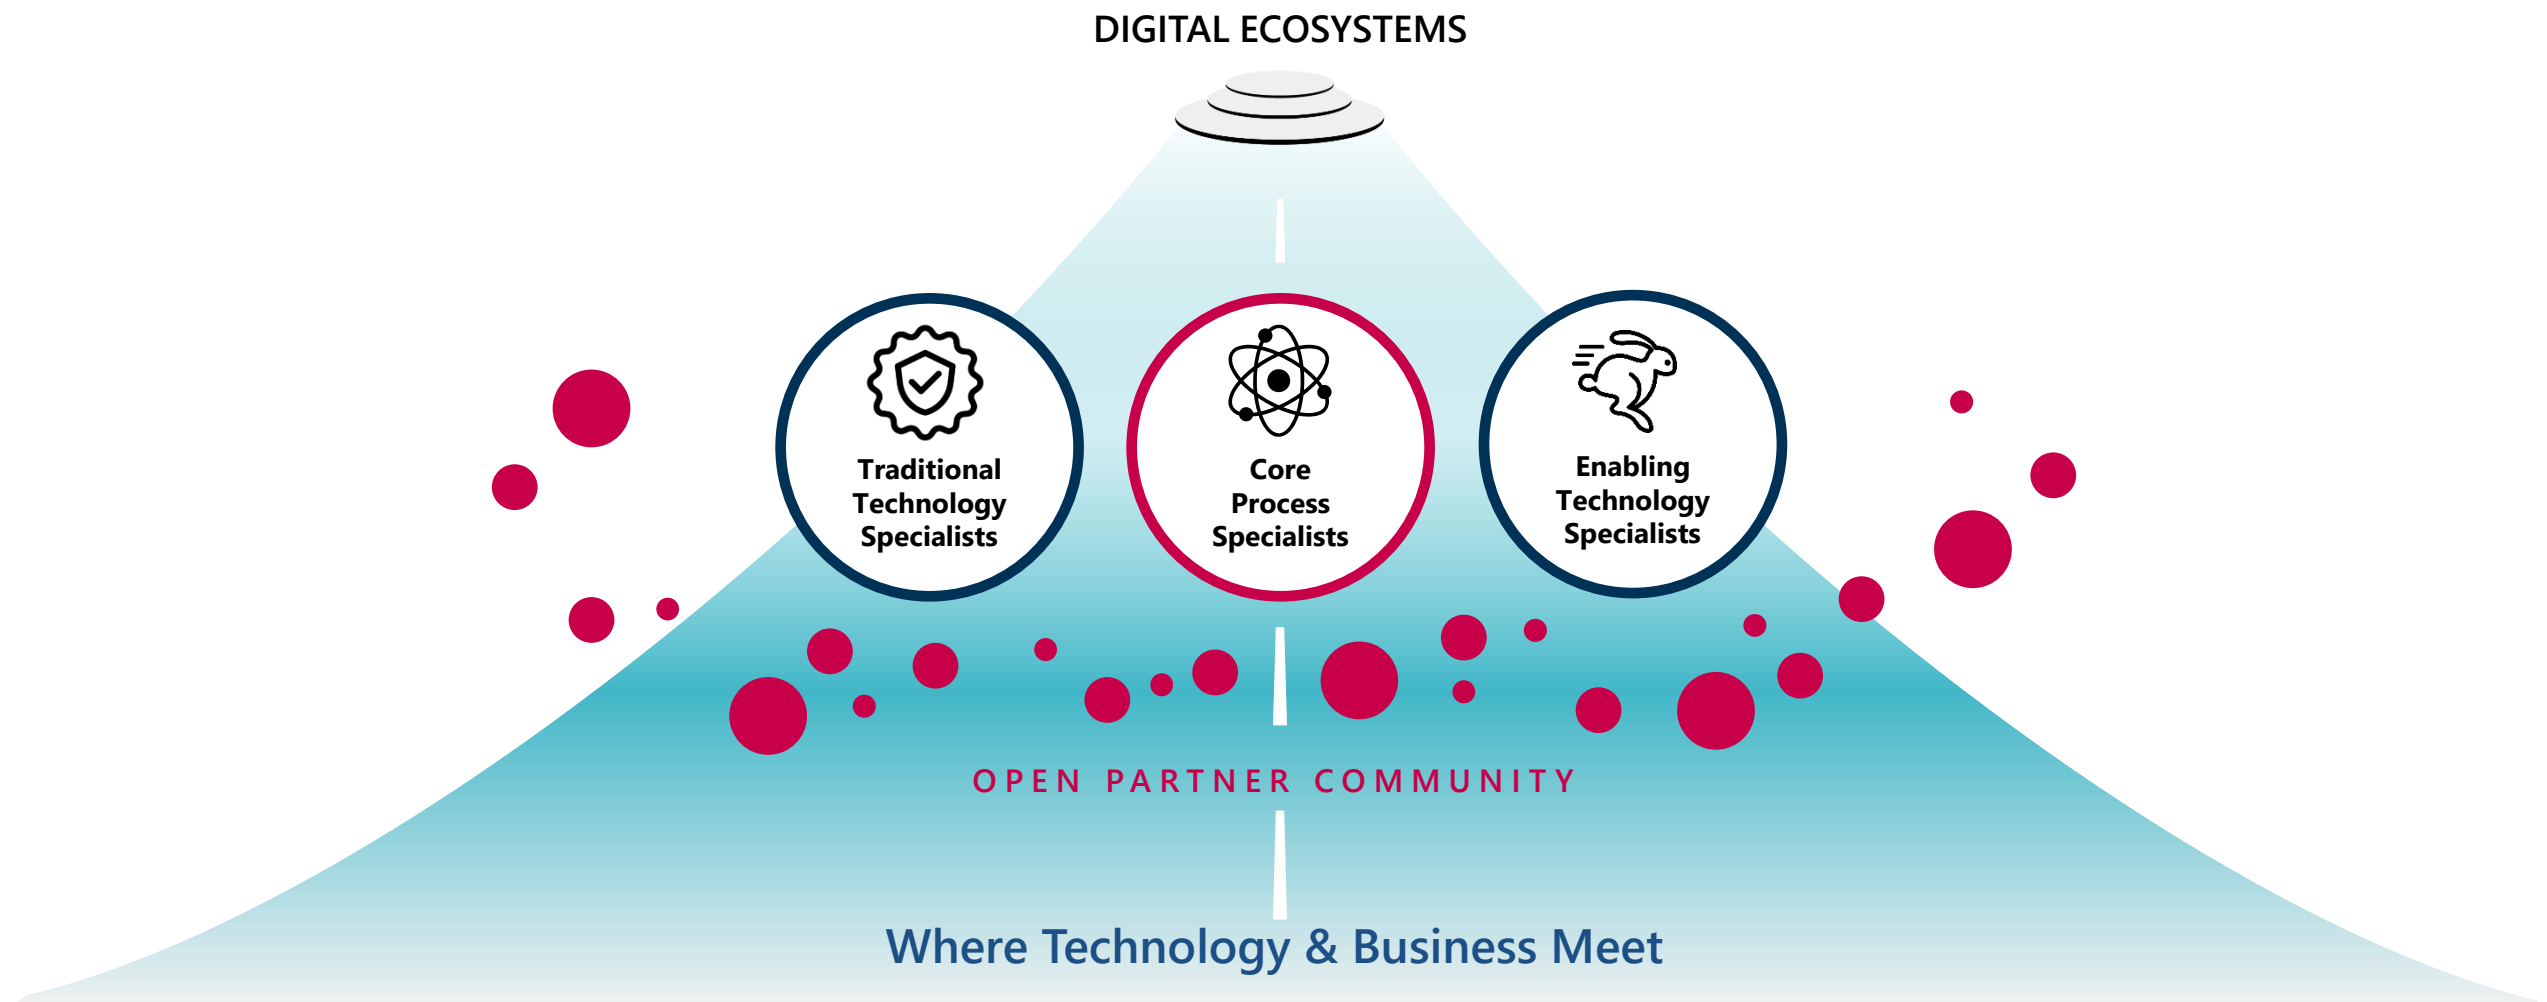 DIGITAL ECOSYSTEMS
Traditional
Technology
Specialists
Core
Process
Specialists
Enabling
Technology
Specialists
OPEN PARTNER COMMUNITY
Where Technology & Business Meet